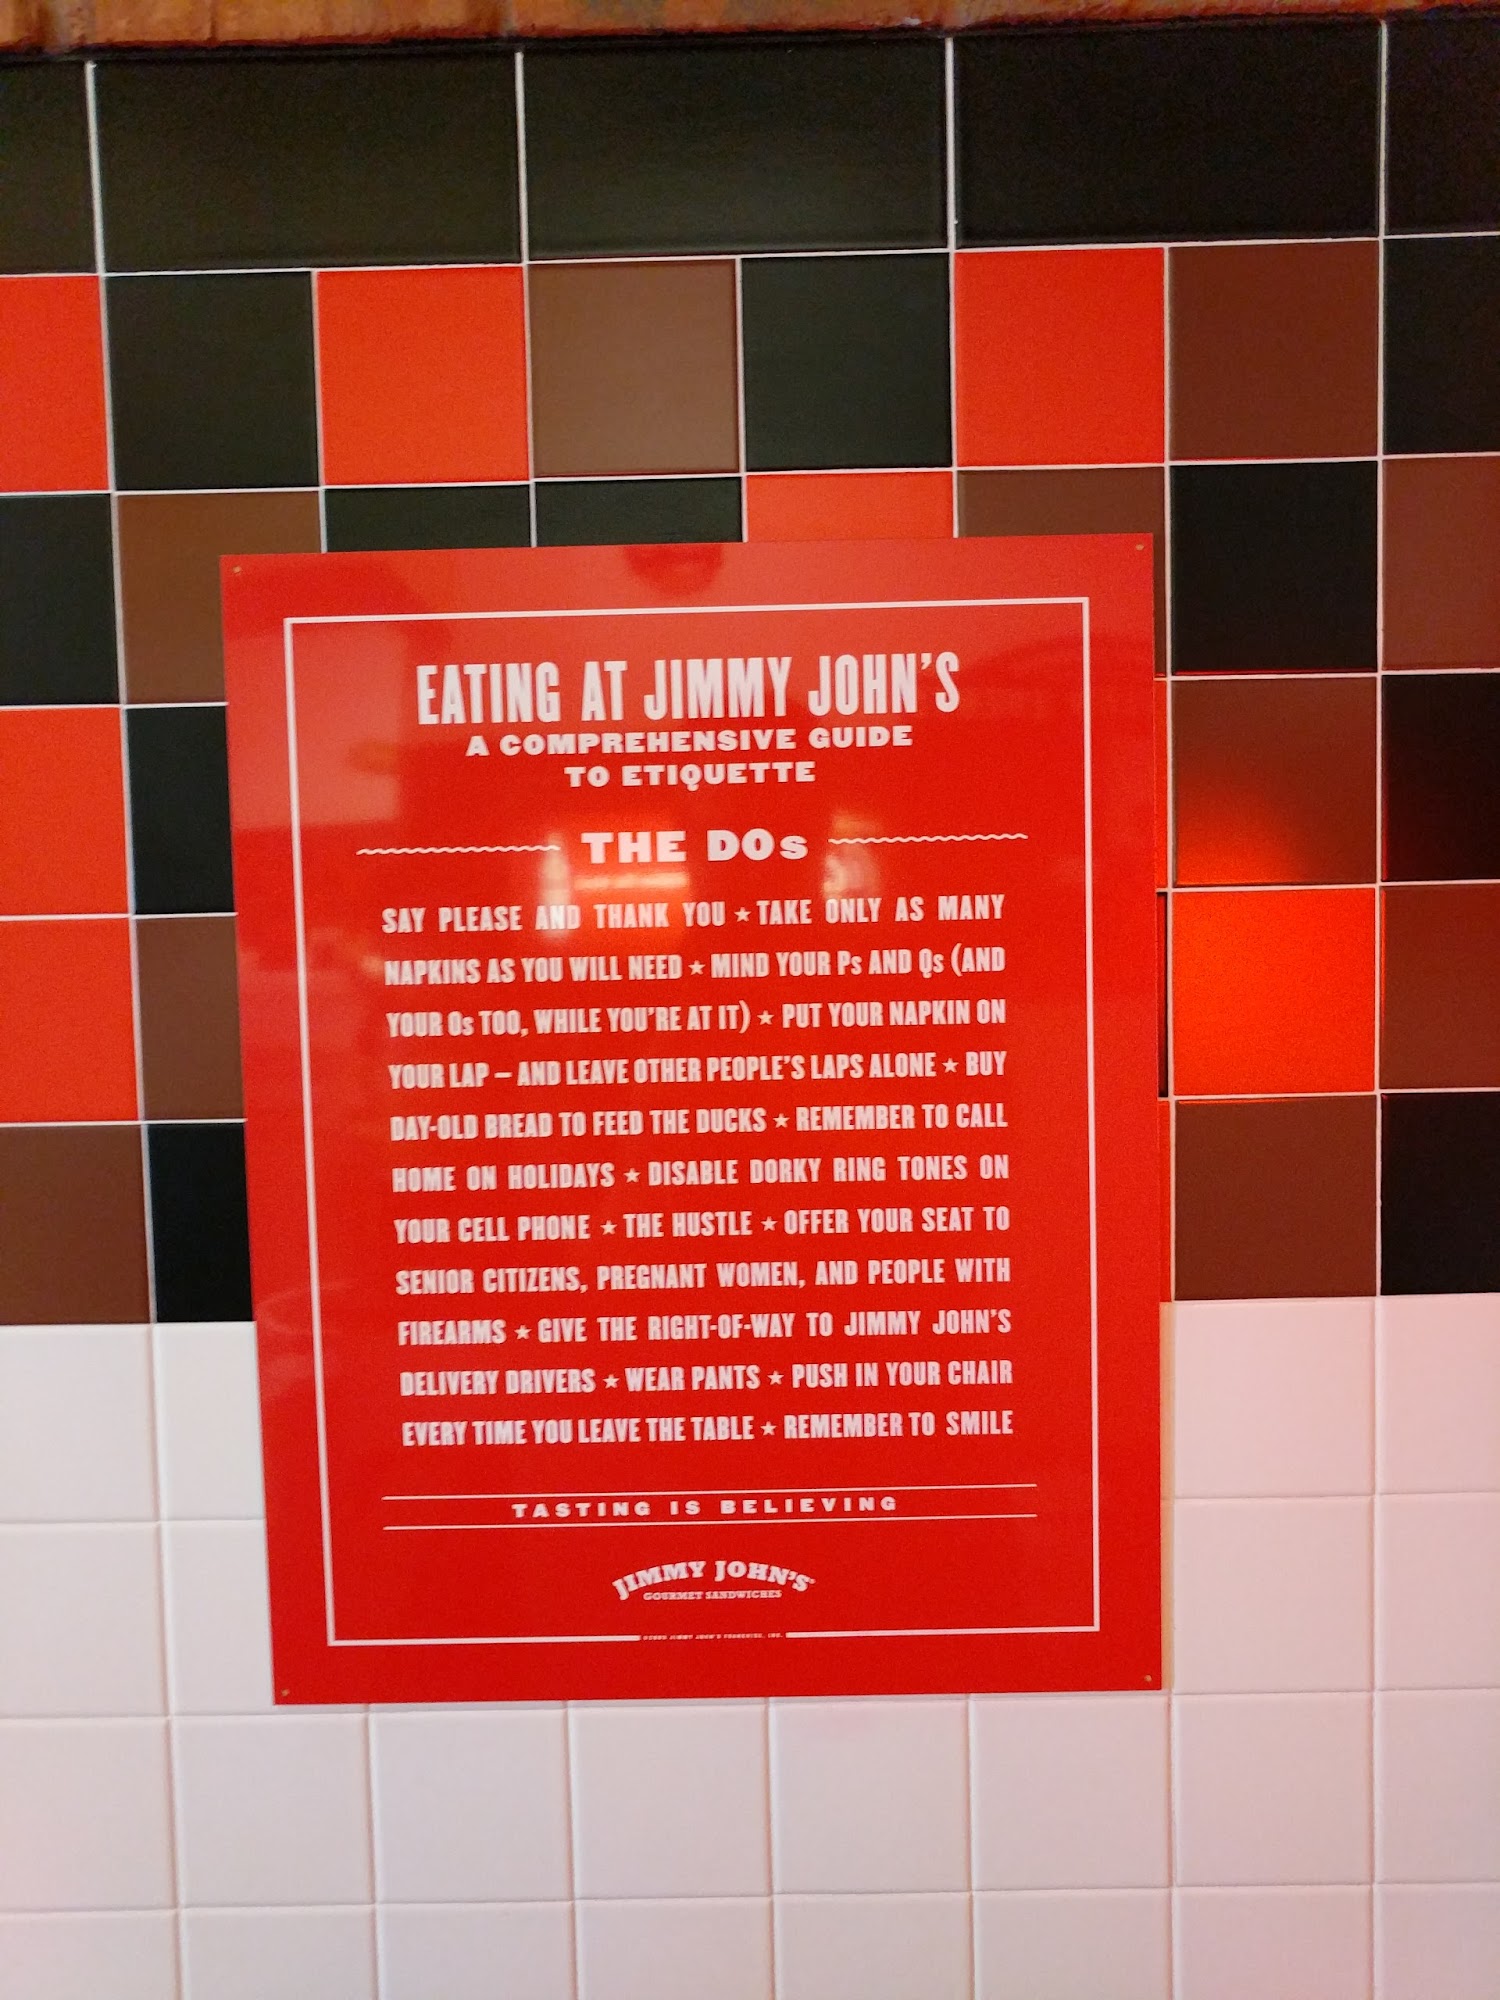 EATING AT JIMMY JOHN'S
A COMPREHENSIVE GUIDE
TO ETIQUETTE
THE DOs
SAY PLEASE AND THANK YOU ★ TAKE ONLY AS MANY
NAPKINS AS YOU WILL NEED ★ MIND YOUR Ps AND Qs (AND
YOUR Os TOO, WHILE YOU'RE AT IT) ★ PUT YOUR NAPKIN ON
YOUR LAP – AND LEAVE OTHER PEOPLE'S LAPS ALONE ★ BUY
DAY-OLD BREAD TO FEED THE DUCKS ★ REMEMBER TO CALL
HOME ON HOLIDAYS ★ DISABLE DORKY RING TONES ON
YOUR CELL PHONE ★ THE HUSTLE ★ OFFER YOUR SEAT TO
SENIOR CITIZENS, PREGNANT WOMEN, AND PEOPLE WITH
FIREARMS ★ GIVE THE RIGHT-OF-WAY TO JIMMY JOHN'S
DELIVERY DRIVERS ★ WEAR PANTS ★ PUSH IN YOUR CHAIR
EVERY TIME YOU LEAVE THE TABLE ★ REMEMBER TO SMILE
TASTING IS BELIEVING
JIMMY JOHN'S
GOURMET SANDWICHES
JIMMY JOHN'S FRANCHISE, INC.